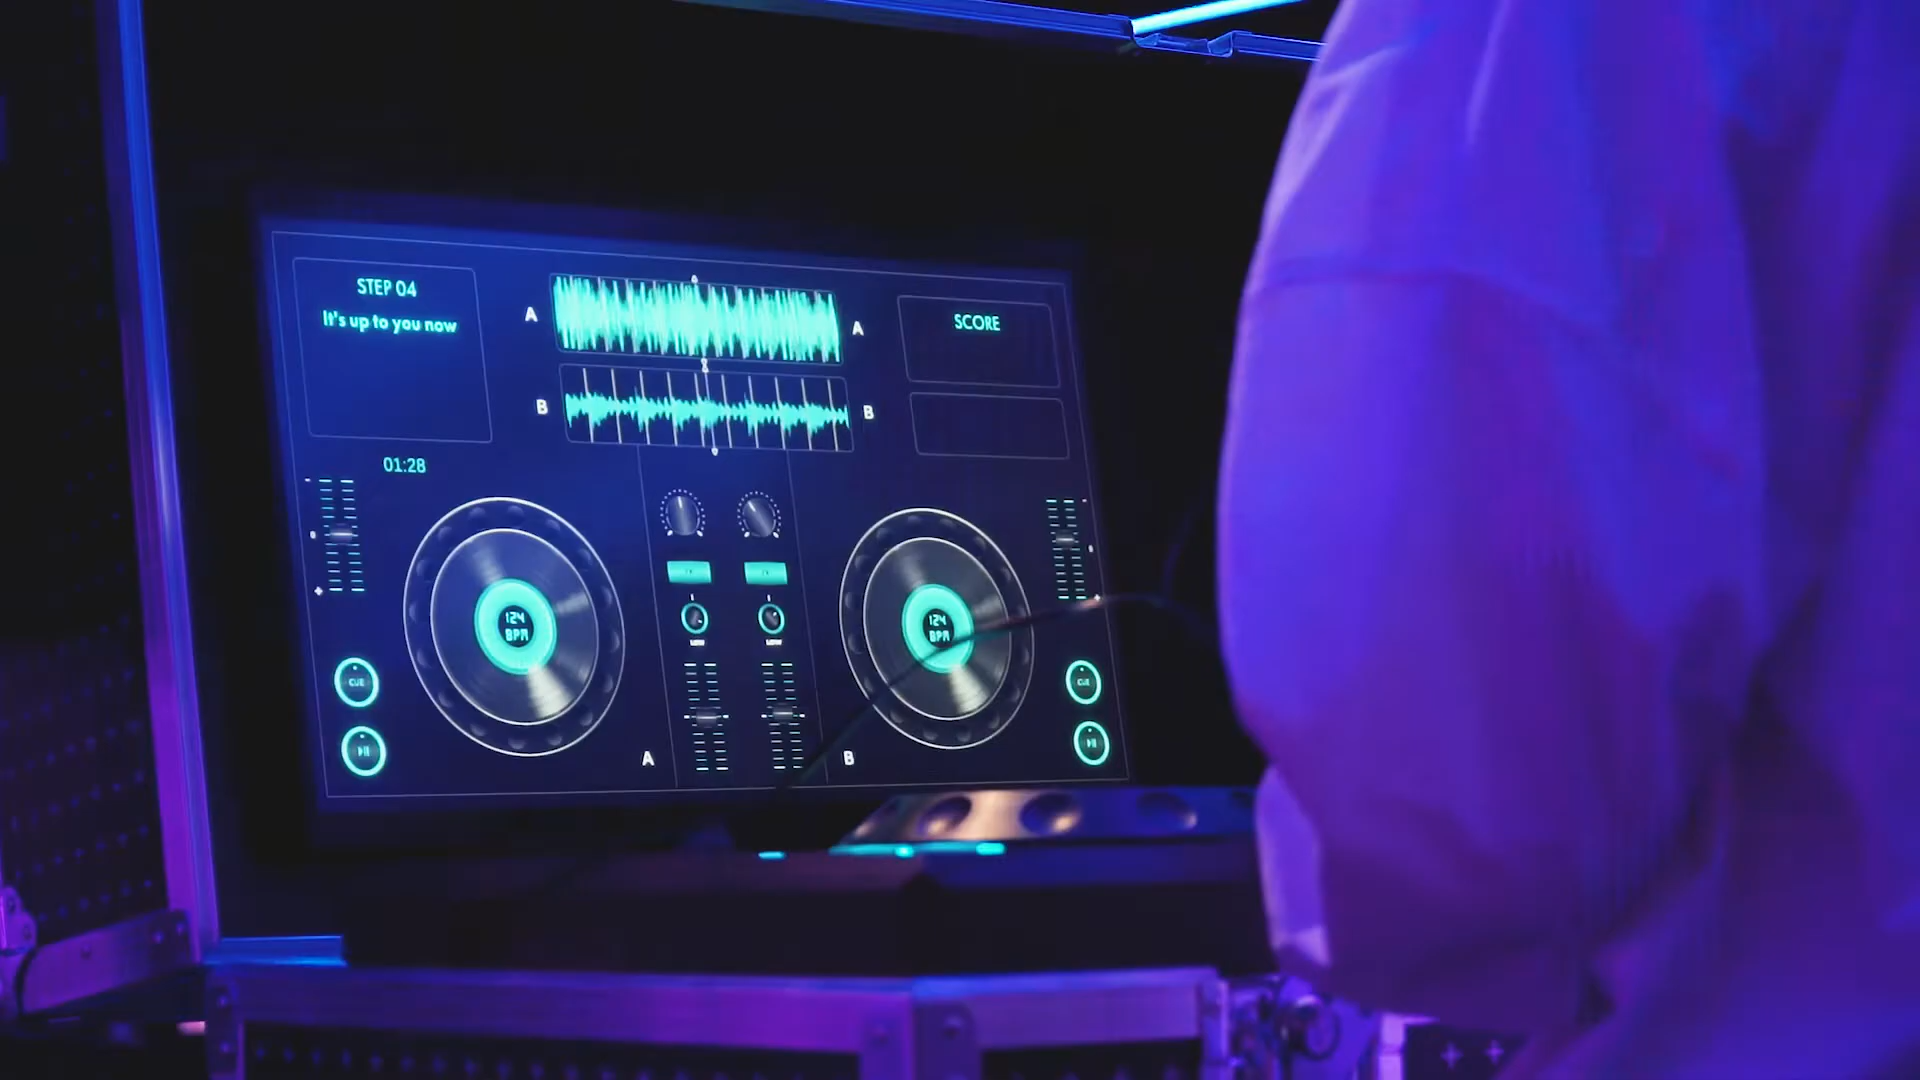 STEP 04
It's up to you now
A
A
SCORE
B
B
01:28
124
BPM
124
BPM
CUE
CUE
A
B